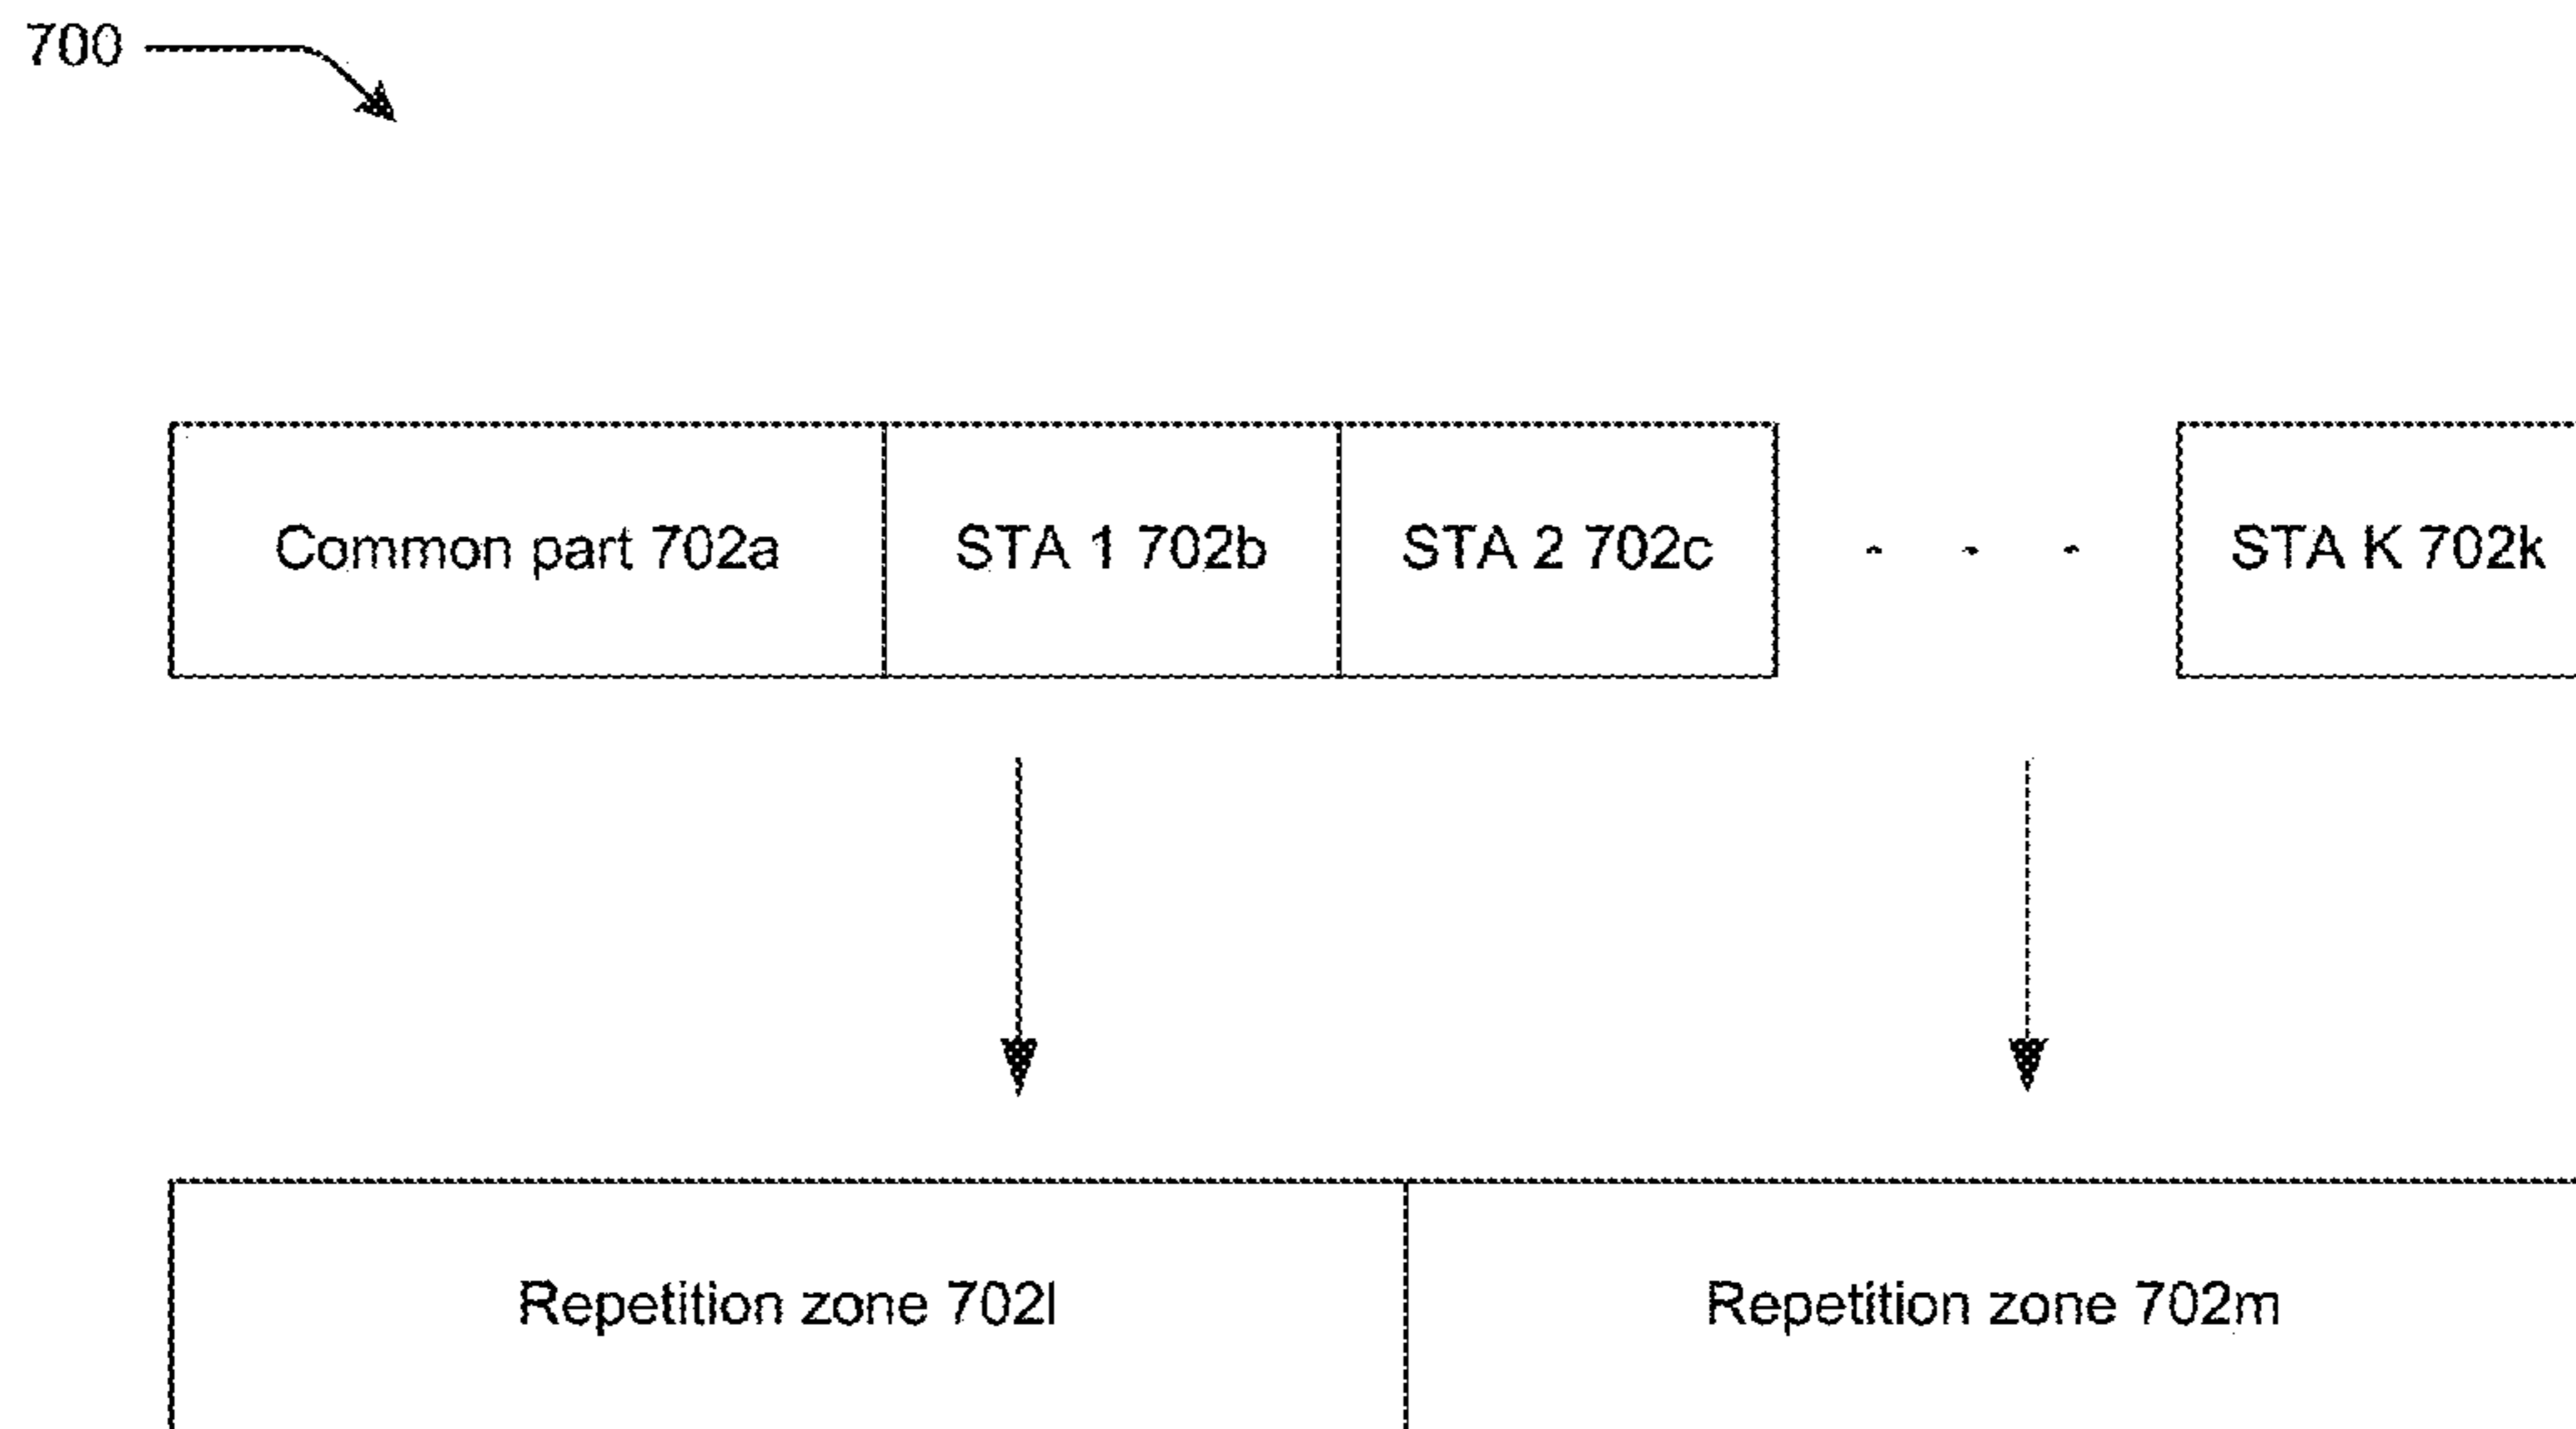 700
Common part 702a STA 1 702b STA 2 702c . . . STA K 702k
Repetition zone 702l Repetition zone 702m